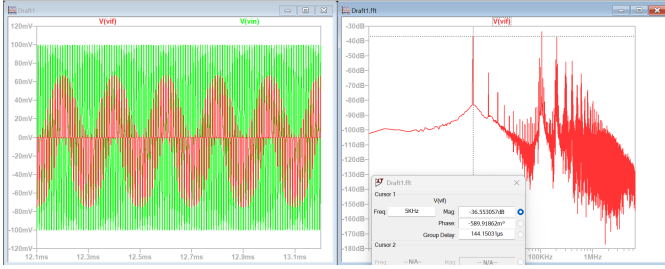 Draft1
V(vif) V(vin)
120mV
100mV
80mV
60mV
40mV
20mV
0mV
-20mV
-40mV
-60mV
-80mV
-100mV
-120mV
12.1ms 12.3ms 12.5ms 12.7ms 12.9ms 13.1ms
Draft1.fft
V(vif)
-30dB
-40dB
-50dB
-60dB
-70dB
-80dB
-90dB
-100dB
-110dB
-120dB
-130dB
-140dB
-150dB
-160dB
-170dB
-180dB
100KHz 1MHz
Draft1.fft
Cursor 1
V(vif)
Freq: 5KHz Mag: -36.553057dB
Phase: -589.91862m°
Group Delay: 144.15031µs
Cursor 2
Freq: -- N/A-- Mag: -- N/A--